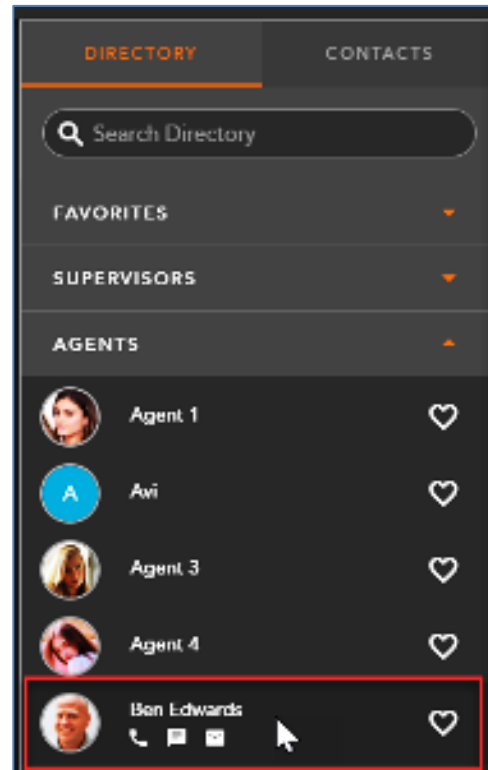 DIRECTORY CONTACTS
Search Directory
FAVORITES
SUPERVISORS
AGENTS
Agent 1
A Avi
Agent 3
Agent 4
Ben Edwards